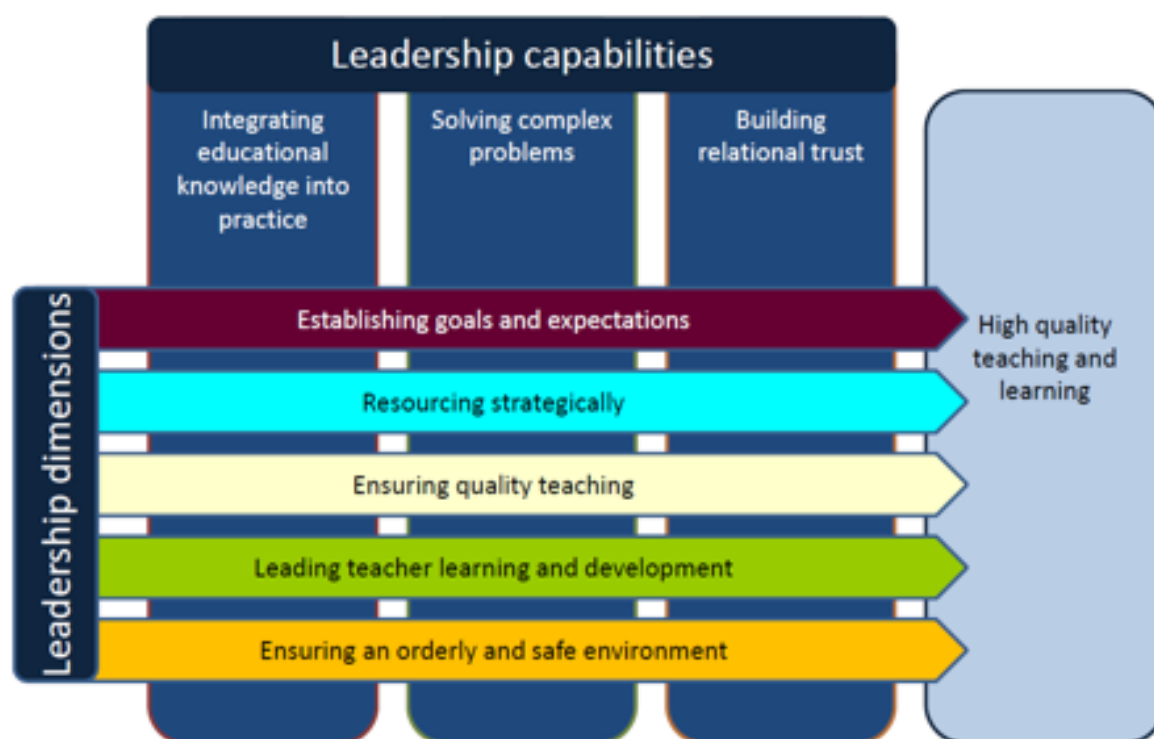 Leadership capabilities
Integrating
educational
knowledge into
practice
Solving complex
problems
Building
relational trust
Leadership dimensions
Establishing goals and expectations
Resourcing strategically
Ensuring quality teaching
Leading teacher learning and development
Ensuring an orderly and safe environment
High quality
teaching and
learning